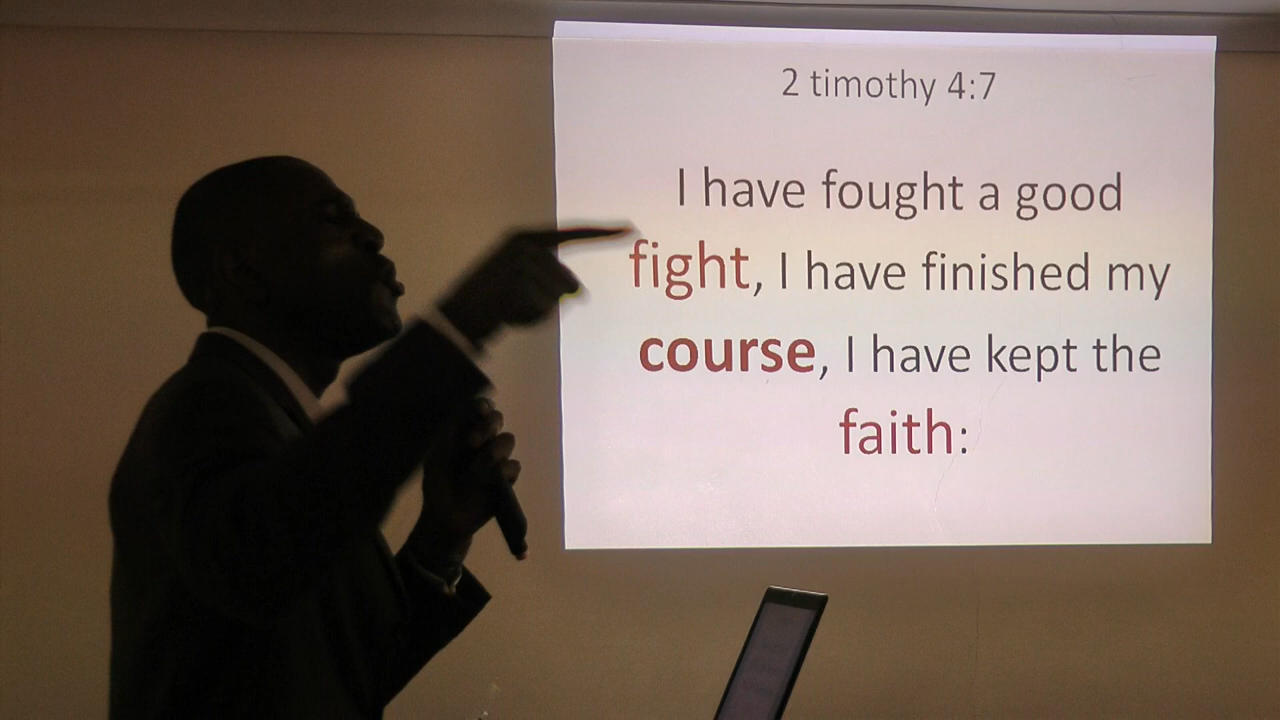 2 timothy 4:7
I have fought a good
fight, I have finished my
course, I have kept the
faith: